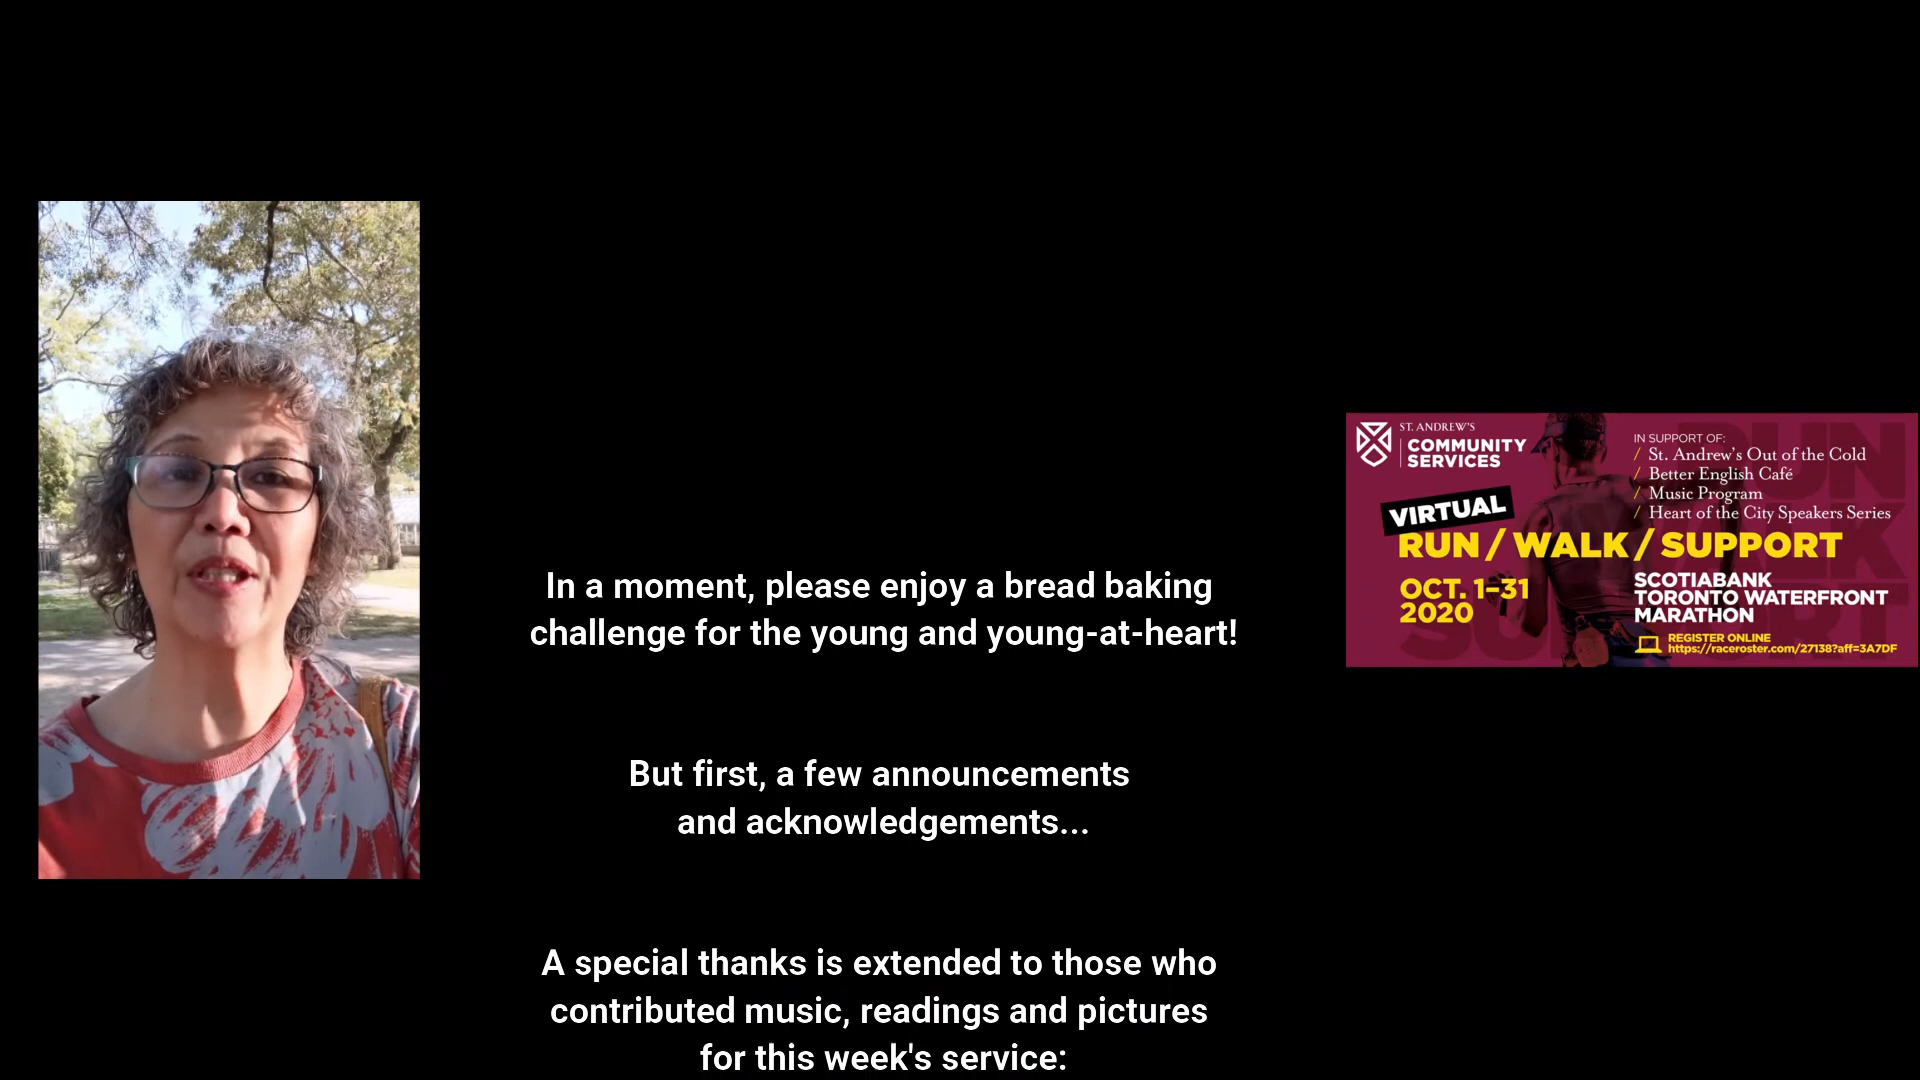 In a moment, please enjoy a bread baking
challenge for the young and young-at-heart!
But first, a few announcements
and acknowledgements...
A special thanks is extended to those who
contributed music, readings and pictures
for this week's service:
ST. ANDREW'S
COMMUNITY
SERVICES
VIRTUAL
RUN / WALK / SUPPORT
OCT. 1–31
2020
IN SUPPORT OF:
/ St. Andrew's Out of the Cold
/ Better English Café
/ Music Program
/ Heart of the City Speakers Series
SCOTIABANK
TORONTO WATERFRONT
MARATHON
REGISTER ONLINE
https://raceroster.com/27138?aff=3A7DF
RUN
WALK
SUPPORT